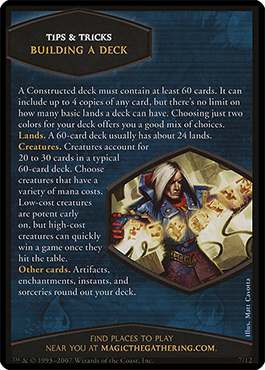 TIPS & TRICKS
BUILDING A DECK
A Constructed deck must contain at least 60 cards. It can
include up to 4 copies of any card, but there's no limit on
how many basic lands a deck can have. Choosing just two
colors for your deck offers you a good mix of choices.
Lands. A 60-card deck usually has about 24 lands.
Creatures. Creatures account for
20 to 30 cards in a typical
60-card deck. Choose
creatures that have a
variety of mana costs.
Low-cost creatures
are potent early
on, but high-cost
creatures can quickly
win a game once they
hit the table.
Other cards. Artifacts,
enchantments, instants, and
sorceries round out your deck.
Illus. Matt Cavotta
FIND PLACES TO PLAY
NEAR YOU AT MAGICTHEGATHERING.COM.
™ & © 1993–2007 Wizards of the Coast, Inc. 7/12